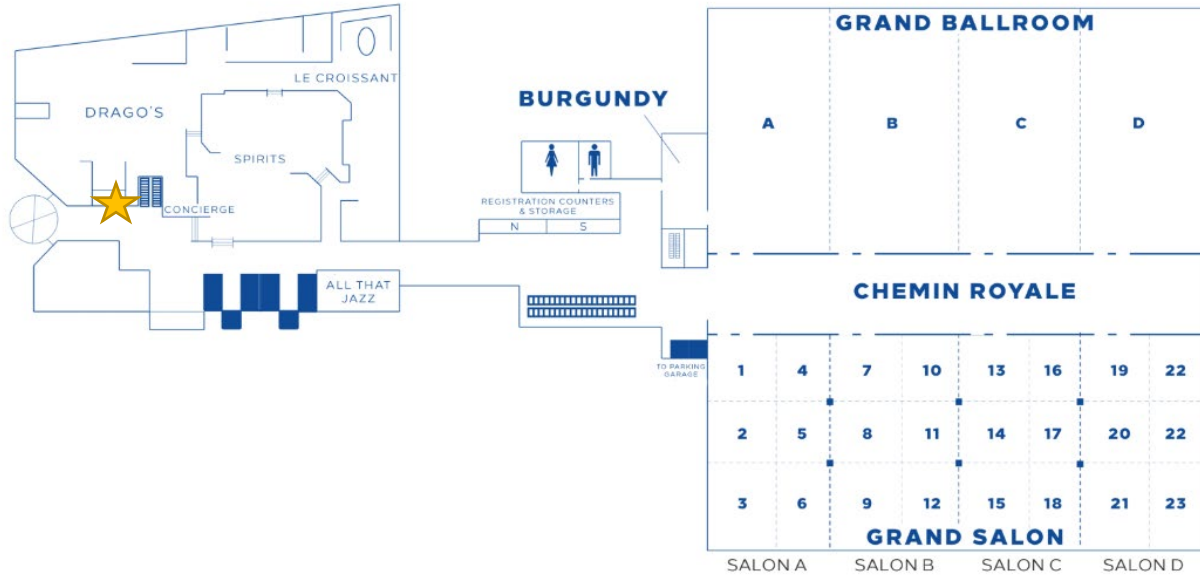 GRAND BALLROOM
LE CROISSANT
BURGUNDY
DRAGO'S
A
B
C
D
SPIRITS
CONCIERGE
REGISTRATION COUNTERS
& STORAGE
N
S
ALL THAT
JAZZ
CHEMIN ROYALE
TO PARKING
GARAGE
1 4 7 10 13 16 19 22
2 5 8 11 14 17 20 22
3 6 9 12 15 18 21 23
GRAND SALON
SALON A SALON B SALON C SALON D